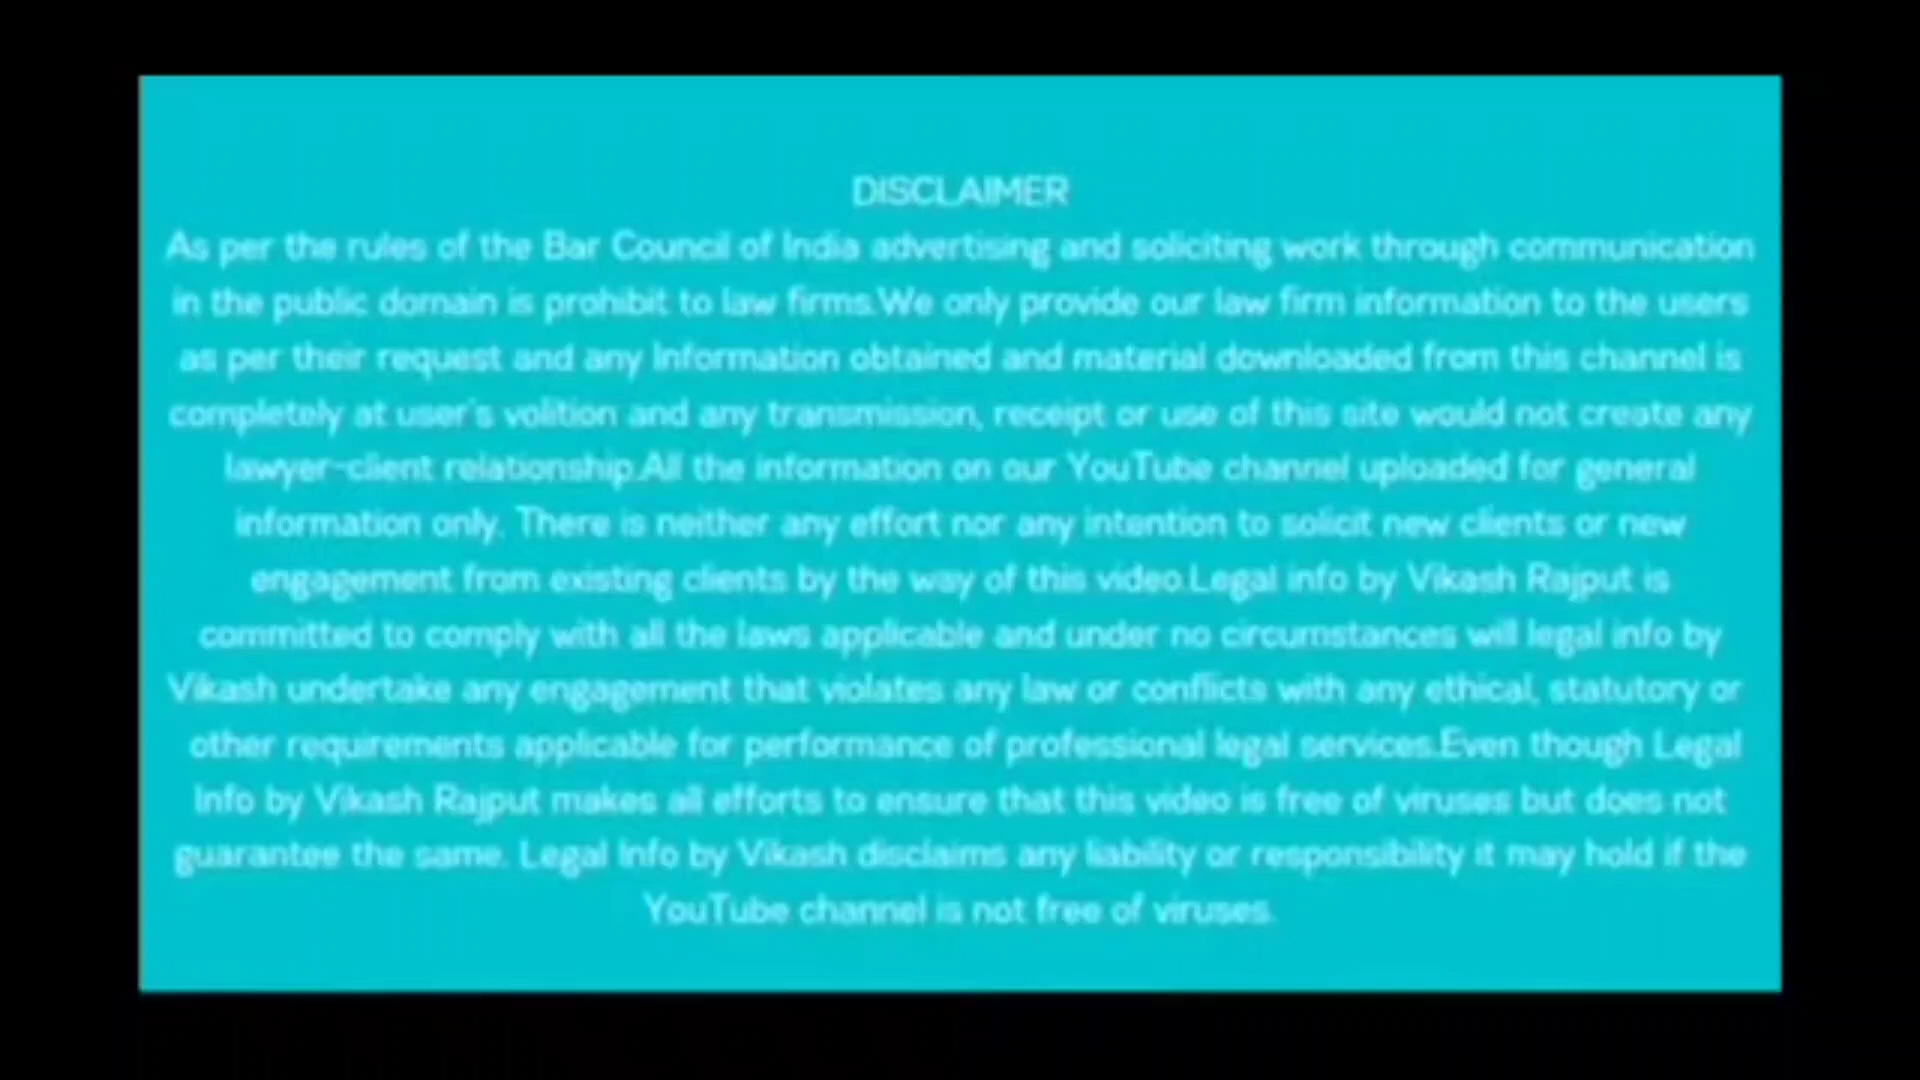 DISCLAIMER
As per the rules of the Bar Council of India advertising and soliciting work through communication
in the public domain is prohibit to law firms.We only provide our law firm information to the users
as per their request and any Information obtained and material downloaded from this channel is
completely at user's volition and any transmission, receipt or use of this site would not create any
lawyer-client relationship.All the information on our YouTube channel uploaded for general
information only. There is neither any effort nor any intention to solicit new clients or new
engagement from existing clients by the way of this video.Legal info by Vikash Rajput is
committed to comply with all the laws applicable and under no circumstances will legal info by
Vikash undertake any engagement that violates any law or conflicts with any ethical, statutory or
other requirements applicable for performance of professional legal services.Even though Legal
Info by Vikash Rajput makes all efforts to ensure that this video is free of viruses but does not
guarantee the same. Legal Info by Vikash disclaims any liability or responsibility it may hold if the
YouTube channel is not free of viruses.